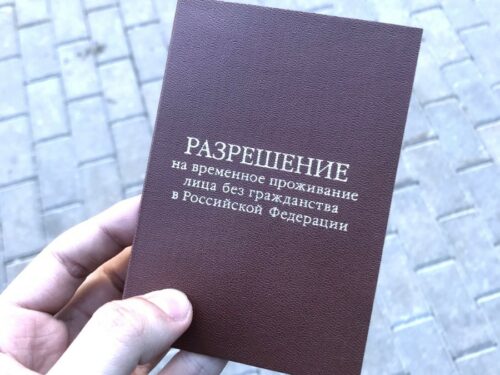 РАЗРЕШЕНИЕ
на временное проживание
лица без гражданства
в Российской Федерации